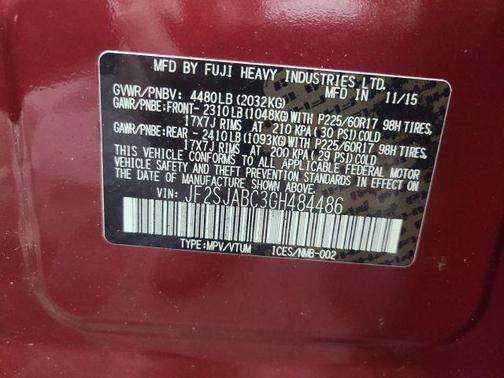 MFD BY FUJI HEAVY INDUSTRIES LTD.
GVWR/PNBV: 4480LB (2032KG) MFD IN 11/15
GAWR/PNBE: FRONT- 2310LB (1048KG) WITH P225/60R17 98H TIRES,
17X7J RIMS AT 210 KPA (30 PSI) COLD
GAWR/PNBE: REAR - 2410LB (1093KG) WITH P225/60R17 98H TIRES,
17X7J RIMS AT 200 KPA (29 PSI) COLD
THIS VEHICLE CONFORMS TO ALL APPLICABLE FEDERAL MOTOR
VEHICLE SAFETY STANDARDS IN EFFECT ON
THE DATE OF MANUFACTURE SHOWN ABOVE.
VIN: JF2SJABC3GH484486
TYPE: MPV/VTUM ICES/NMB-002